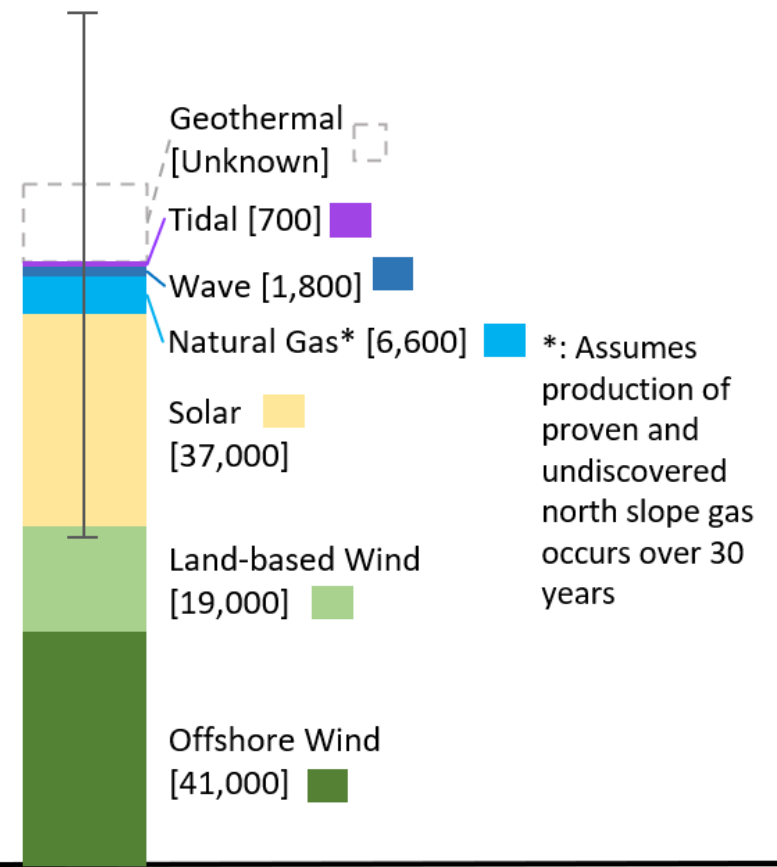 Geothermal
[Unknown]
Tidal [700]
Wave [1,800]
Natural Gas* [6,600]
Solar
[37,000]
Land-based Wind
[19,000]
Offshore Wind
[41,000]
*: Assumes
production of
proven and
undiscovered
north slope gas
occurs over 30
years